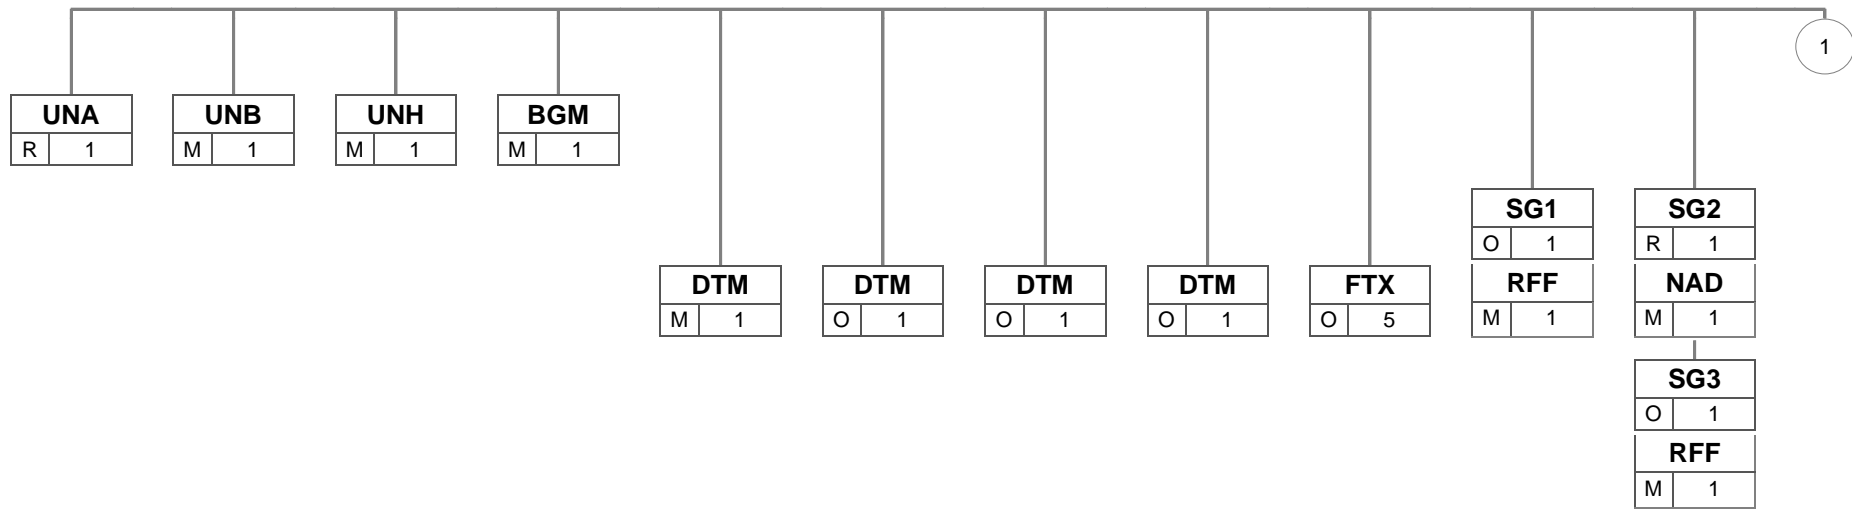 1
UNA UNB UNH BGM
R 1 M 1 M 1 M 1
SG1 SG2
O 1 R 1
DTM DTM DTM DTM FTX RFF NAD
M 1 O 1 O 1 O 1 O 5 M 1 M 1
SG3
O 1
RFF
M 1